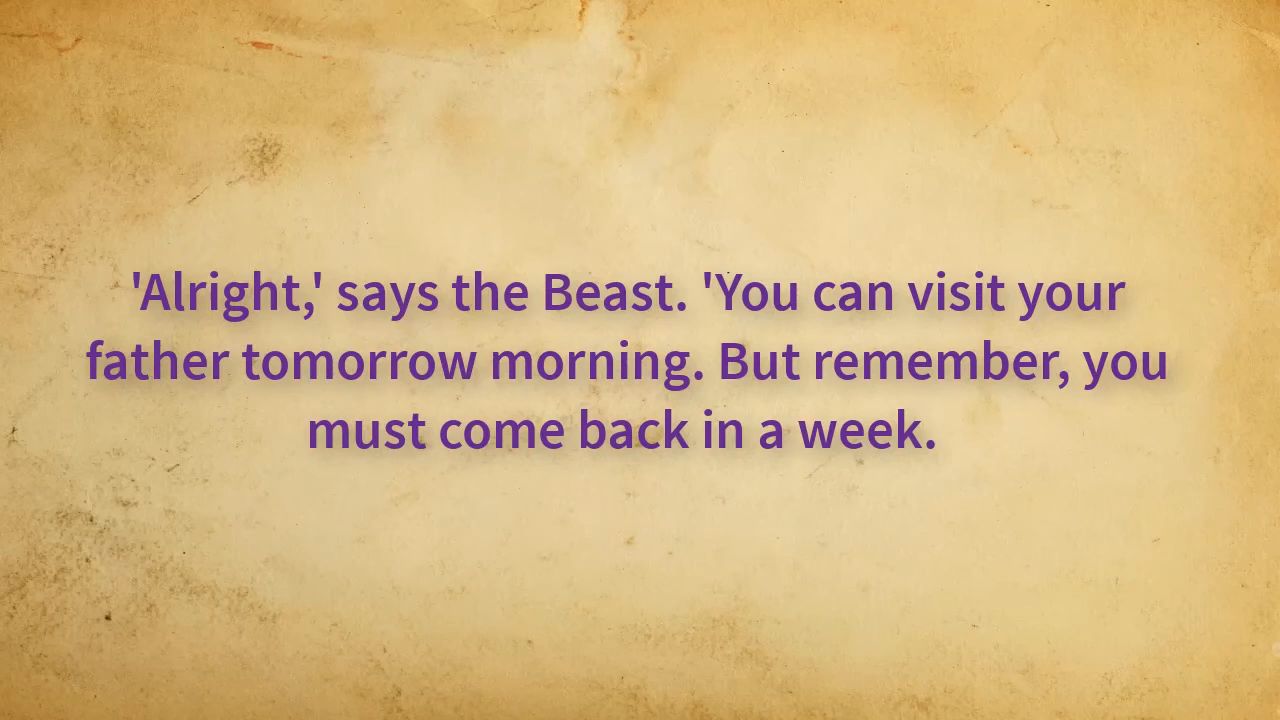 'Alright,' says the Beast. 'You can visit your
father tomorrow morning. But remember, you
must come back in a week.